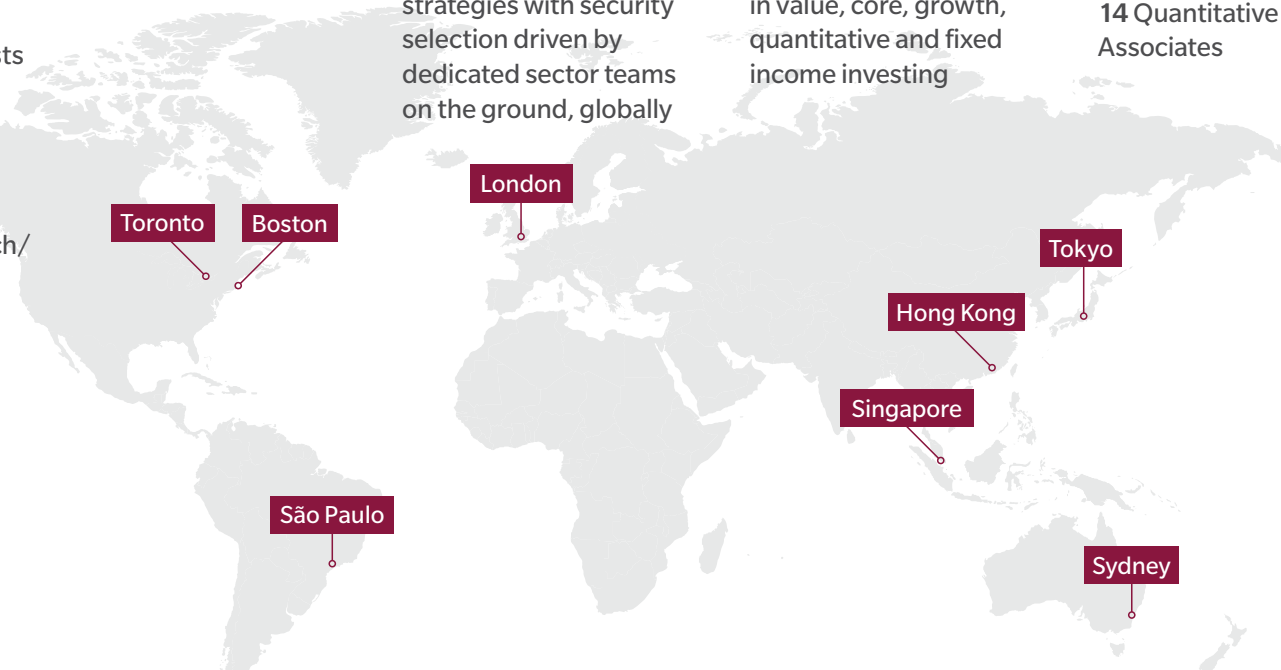 strategies with security
selection driven by
dedicated sector teams
on the ground, globally
in value, core, growth,
quantitative and fixed
income investing
14 Quantitative
Associates
London
Toronto
Boston
Tokyo
Hong Kong
Singapore
São Paulo
Sydney